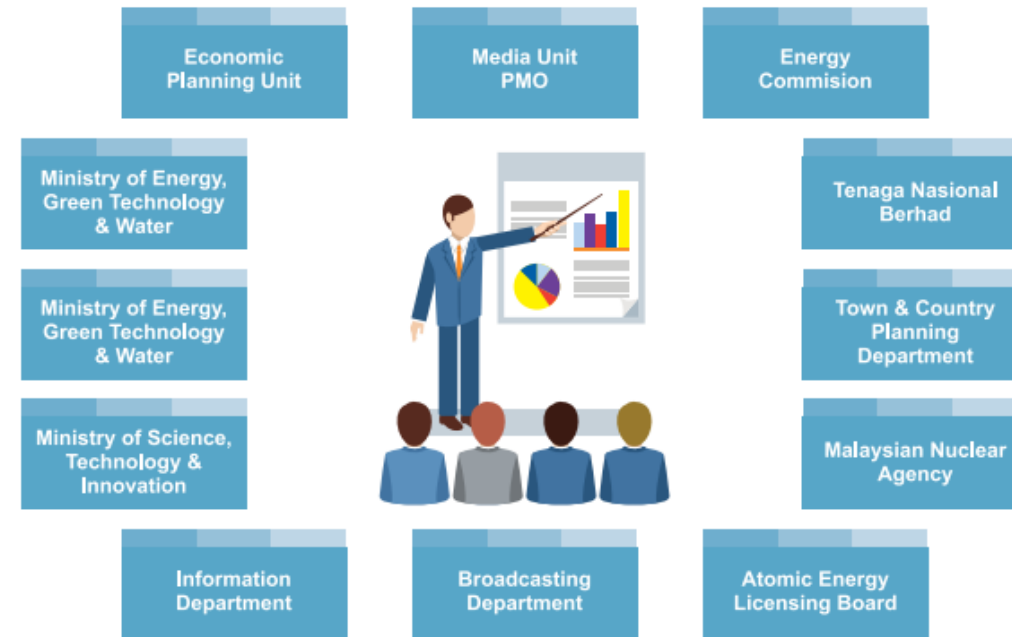 Economic
Planning Unit
Media Unit
PMO
Energy
Commision
Ministry of Energy,
Green Technology
& Water
Tenaga Nasional
Berhad
Ministry of Energy,
Green Technology
& Water
Town & Country
Planning
Department
Ministry of Science,
Technology &
Innovation
Malaysian Nuclear
Agency
Information
Department
Broadcasting
Department
Atomic Energy
Licensing Board